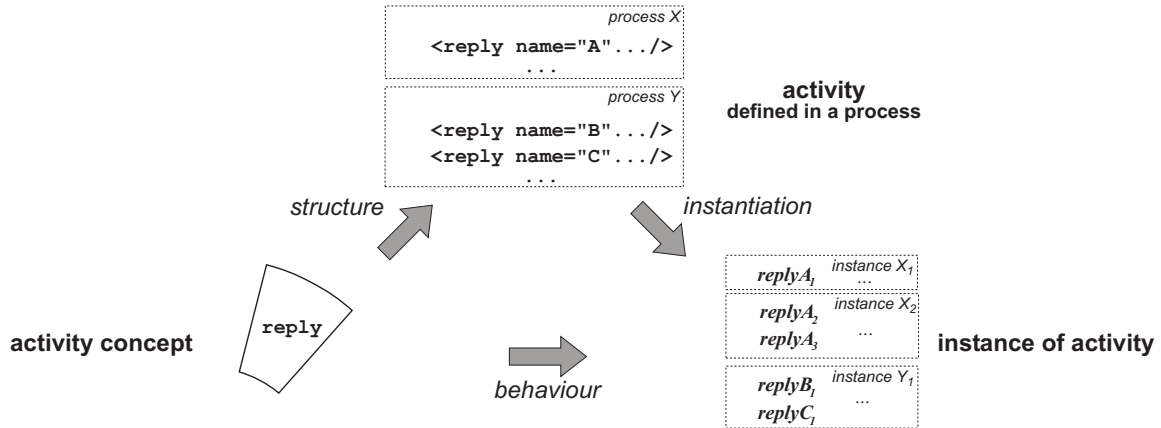 process X
<reply name="A".../>
...
process Y
<reply name="B".../>
<reply name="C".../>
...
activity
defined in a process
structure
instantiation
activity concept
reply
behaviour
replyA1 instance X1
...
replyA2 instance X2
replyA3 ...
replyB1 instance Y1
replyC1 ...
instance of activity